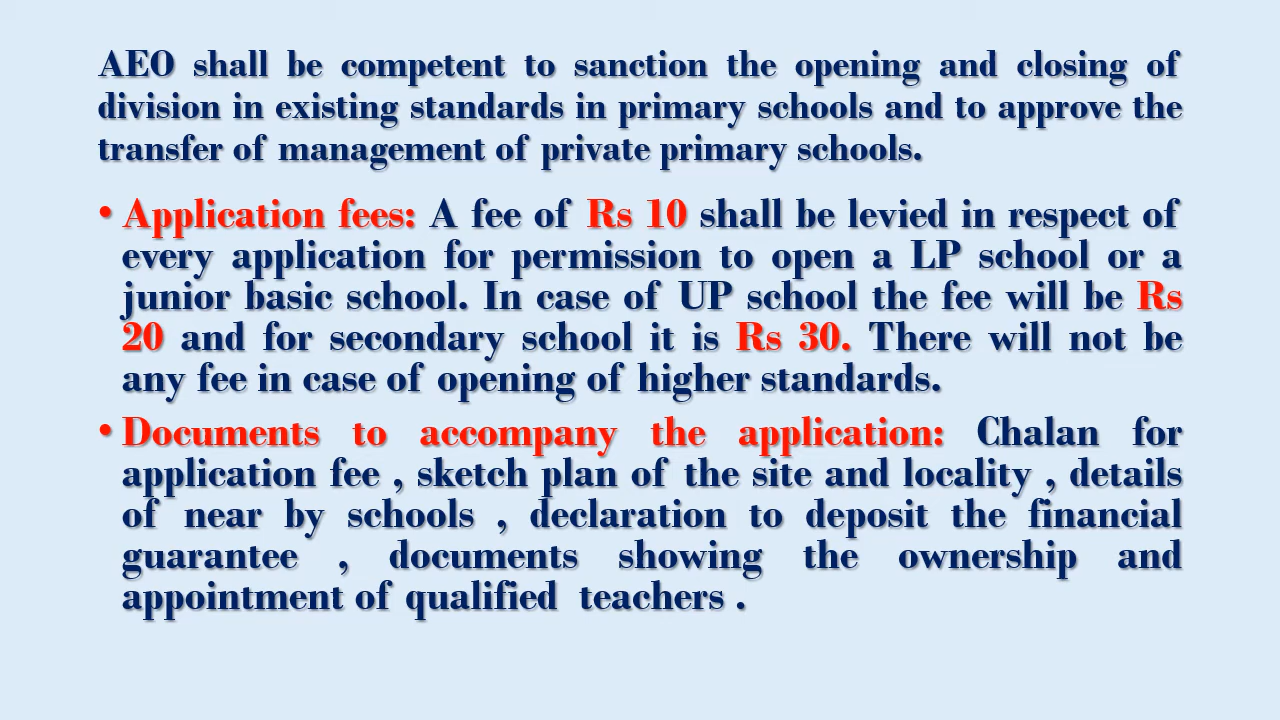 AEO shall be competent to sanction the opening and closing of
division in existing standards in primary schools and to approve the
transfer of management of private primary schools.
• Application fees: A fee of Rs 10 shall be levied in respect of
every application for permission to open a LP school or a
junior basic school. In case of UP school the fee will be Rs
20 and for secondary school it is Rs 30. There will not be
any fee in case of opening of higher standards.
• Documents to accompany the application: Chalan for
application fee , sketch plan of the site and locality , details
of near by schools , declaration to deposit the financial
guarantee , documents showing the ownership and
appointment of qualified teachers .